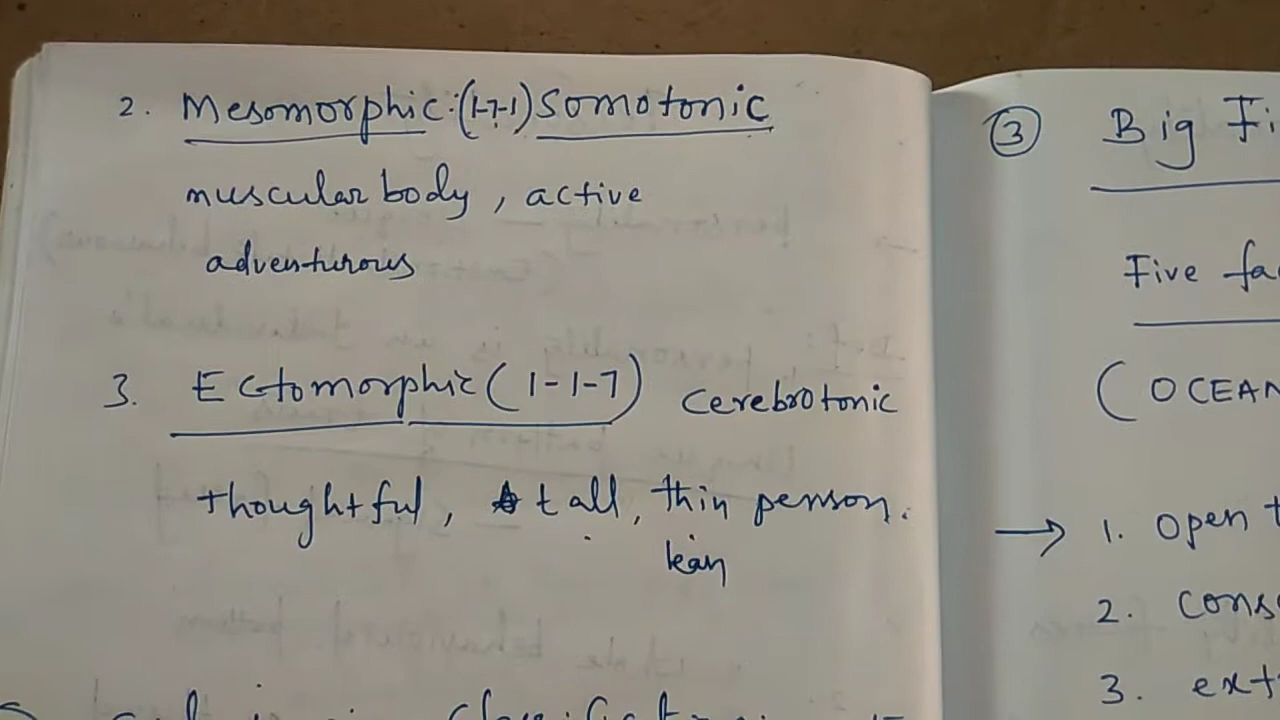 2. Mesomorphic:(1-7-1) Somotonic
muscular body, active
adventurous
3. Ectomorphic (1-1-7) cerebrotonic
thoughtful, tall, thin person.
lean
③ Big Fi
Five fa
(OCEAN
→ 1. Open t
2. cons
3. ext